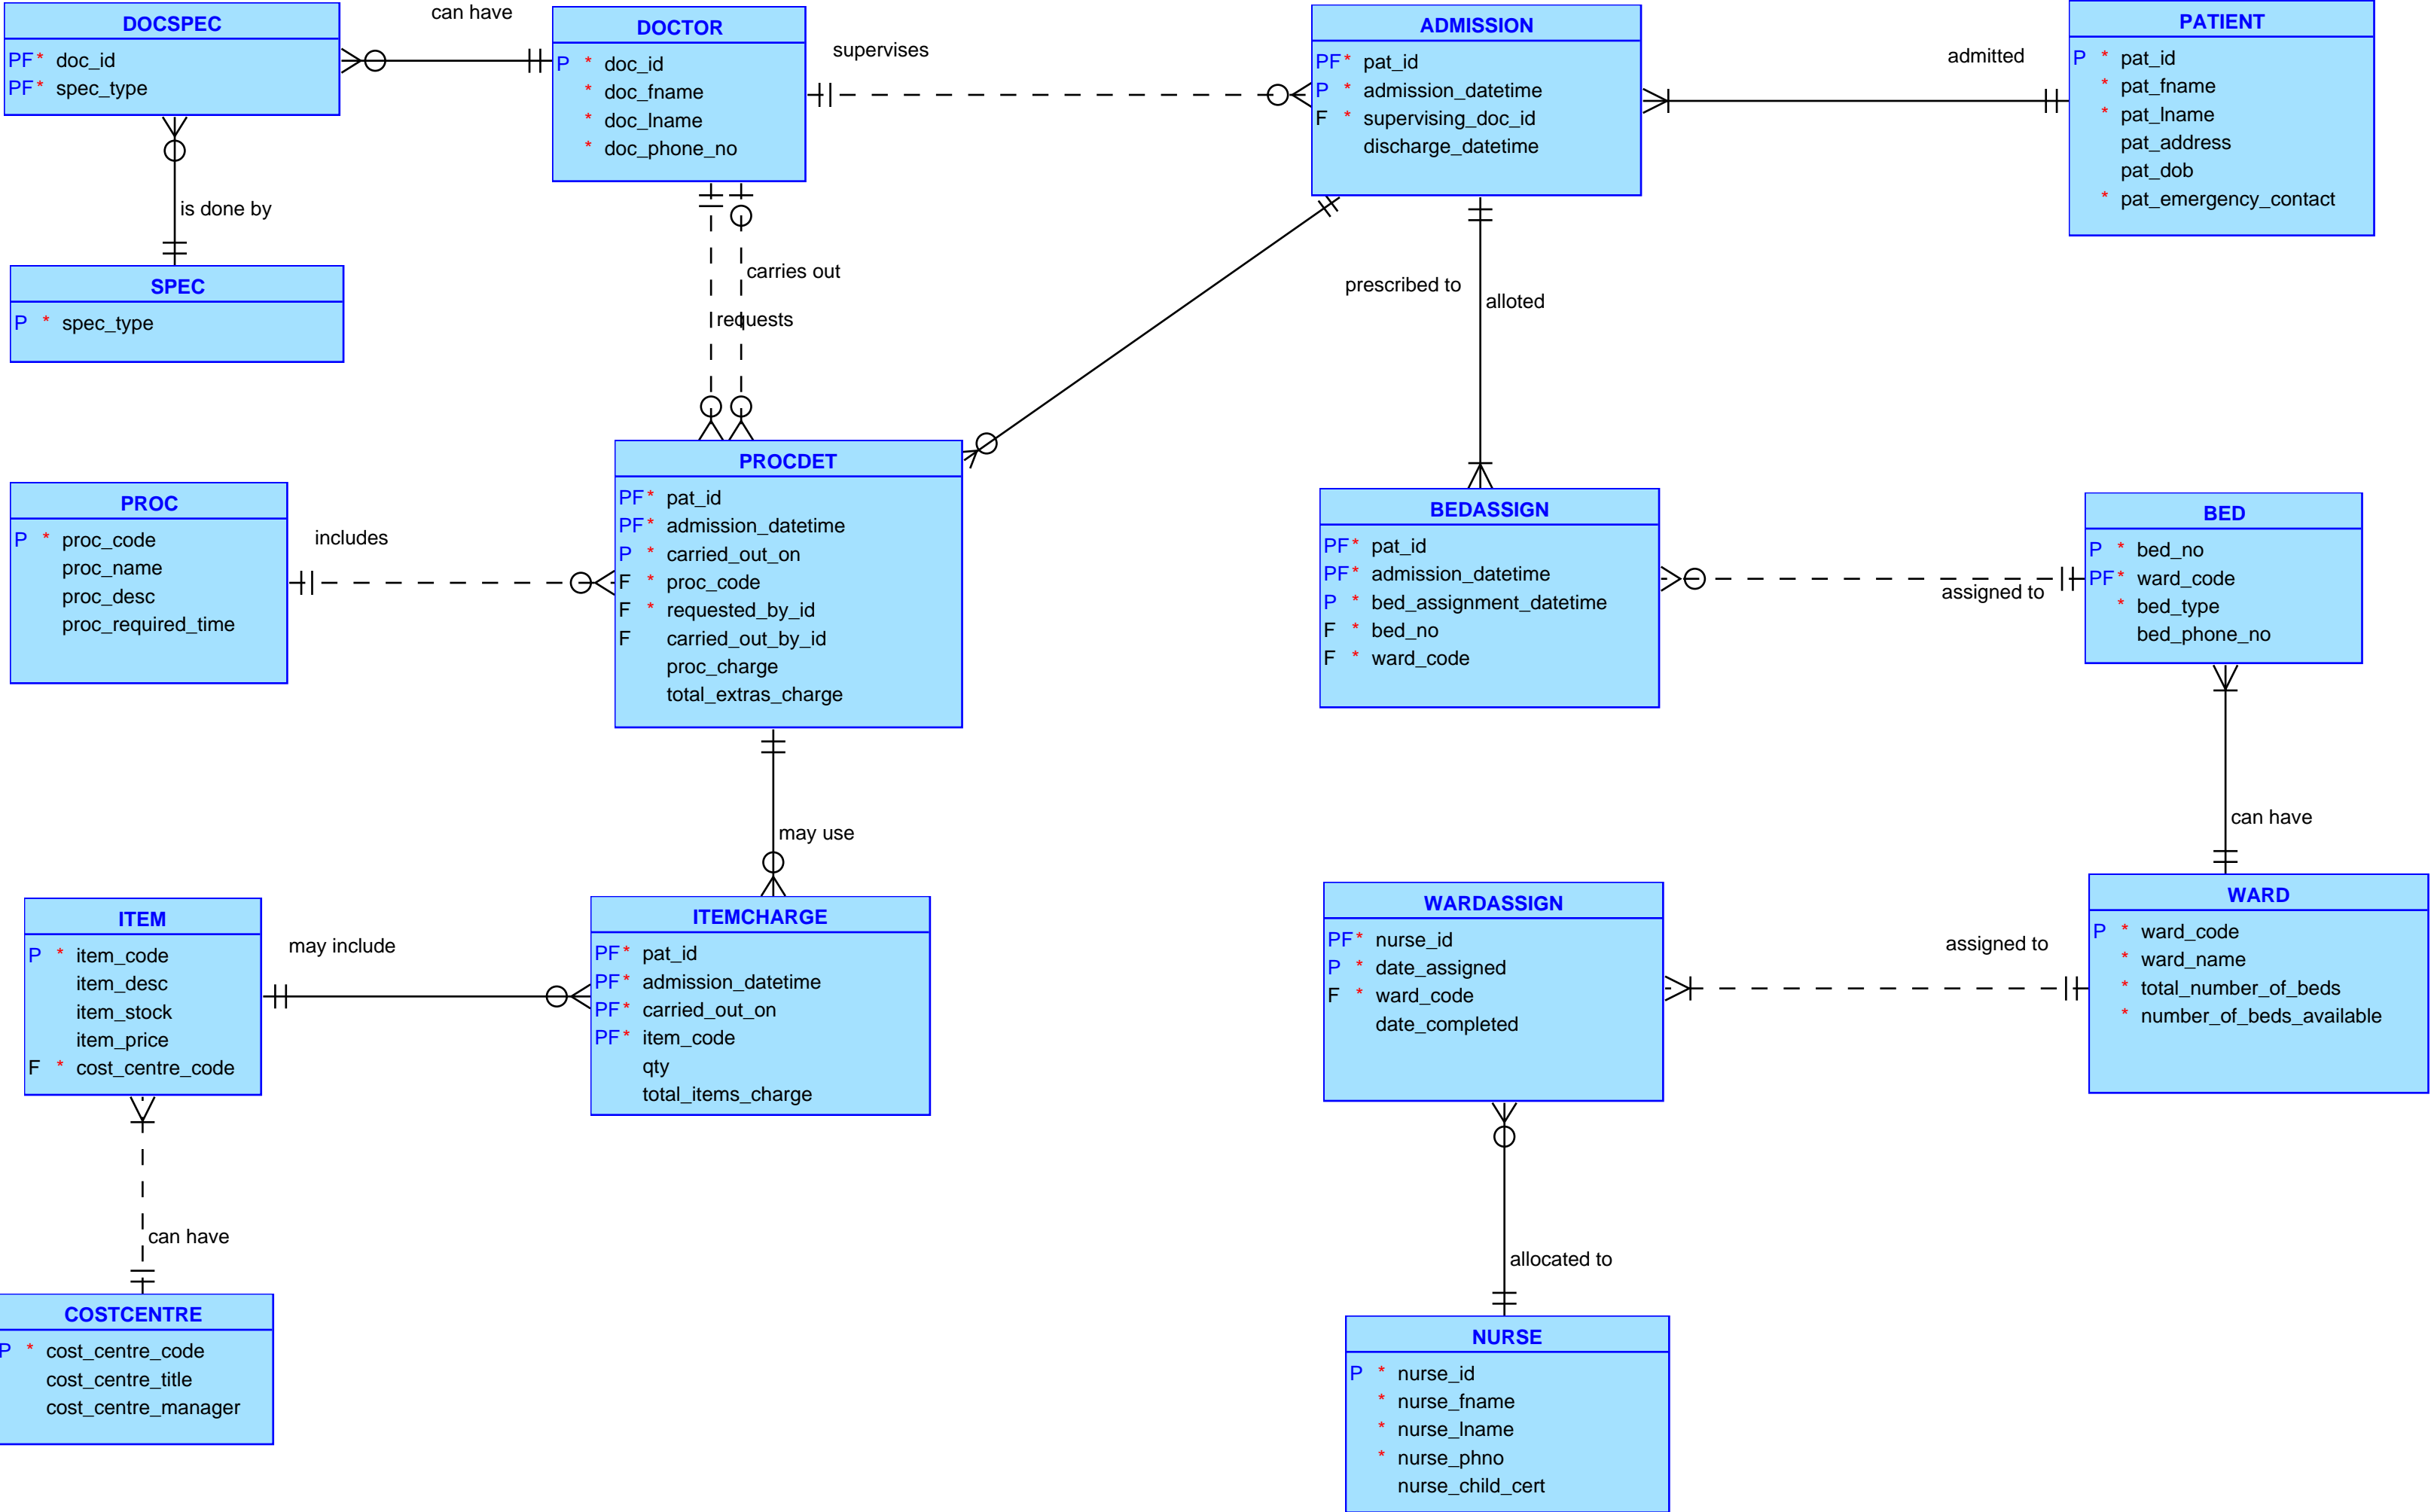 DOCSPEC
PF * doc_id
PF * spec_type
can have
DOCTOR
P * doc_id
* doc_fname
* doc_lname
* doc_phone_no
supervises
ADMISSION
PF * pat_id
P * admission_datetime
F * supervising_doc_id
discharge_datetime
admitted
PATIENT
P * pat_id
* pat_fname
* pat_lname
pat_address
pat_dob
* pat_emergency_contact
is done by
SPEC
P * spec_type
carries out
requests
prescribed to
alloted
PROC
P * proc_code
proc_name
proc_desc
proc_required_time
includes
PROCDET
PF * pat_id
PF * admission_datetime
P * carried_out_on
F * proc_code
F * requested_by_id
F carried_out_by_id
proc_charge
total_extras_charge
BEDASSIGN
PF * pat_id
PF * admission_datetime
P * bed_assignment_datetime
F * bed_no
F * ward_code
assigned to
BED
P * bed_no
PF * ward_code
* bed_type
bed_phone_no
may use
can have
ITEM
P * item_code
item_desc
item_stock
item_price
F * cost_centre_code
may include
ITEMCHARGE
PF * pat_id
PF * admission_datetime
PF * carried_out_on
PF * item_code
qty
total_items_charge
WARDASSIGN
PF * nurse_id
P * date_assigned
F * ward_code
date_completed
assigned to
WARD
P * ward_code
* ward_name
* total_number_of_beds
* number_of_beds_available
can have
allocated to
COSTCENTRE
P * cost_centre_code
cost_centre_title
cost_centre_manager
NURSE
P * nurse_id
* nurse_fname
* nurse_lname
* nurse_phno
nurse_child_cert